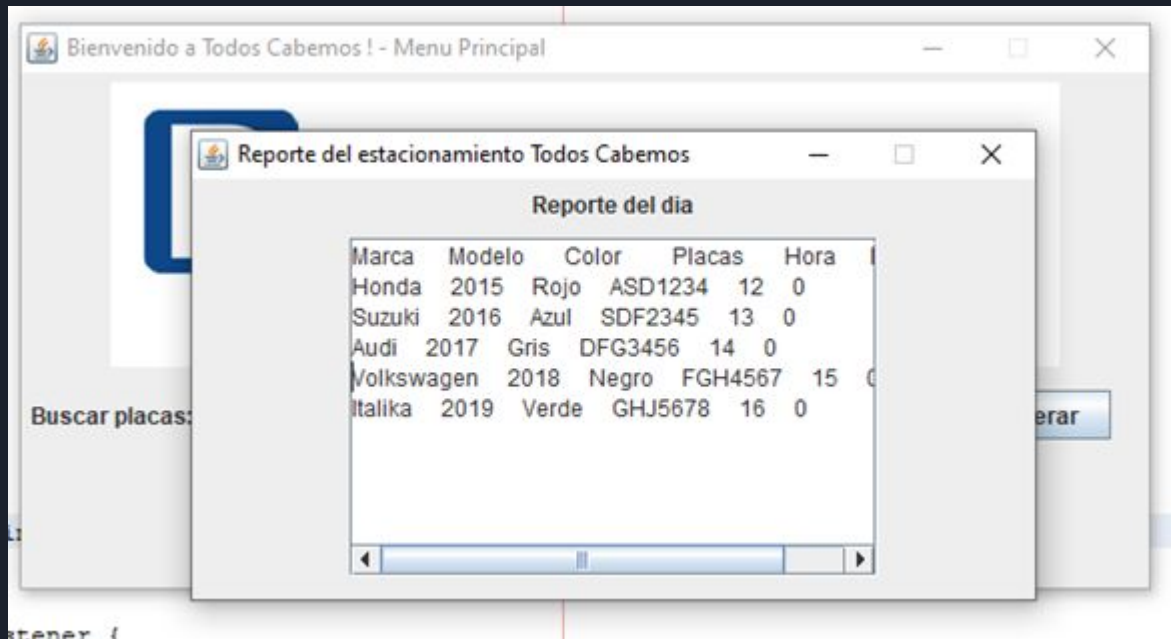 Bienvenido a Todos Cabemos ! - Menu Principal
Reporte del estacionamiento Todos Cabemos
Reporte del dia
Marca Modelo Color Placas Hora
Honda 2015 Rojo ASD1234 12 0
Suzuki 2016 Azul SDF2345 13 0
Audi 2017 Gris DFG3456 14 0
Volkswagen 2018 Negro FGH4567 15 0
Italika 2019 Verde GHJ5678 16 0
Buscar placas:
erar
stener {